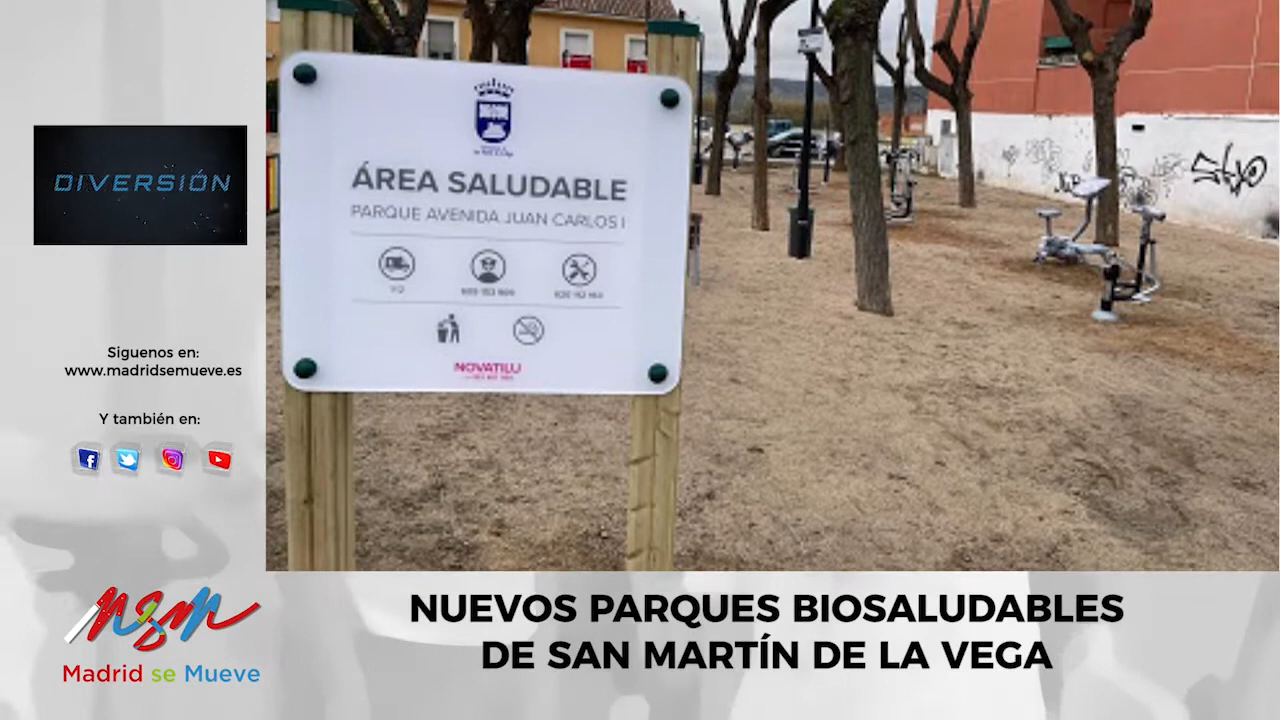 DIVERSIÓN
Siguenos en:
www.madridsemueve.es
Y también en:
MSM
Madrid se Mueve
ÁREA SALUDABLE
PARQUE AVENIDA JUAN CARLOS I
112
NOVATILU
NUEVOS PARQUES BIOSALUDABLES
DE SAN MARTÍN DE LA VEGA